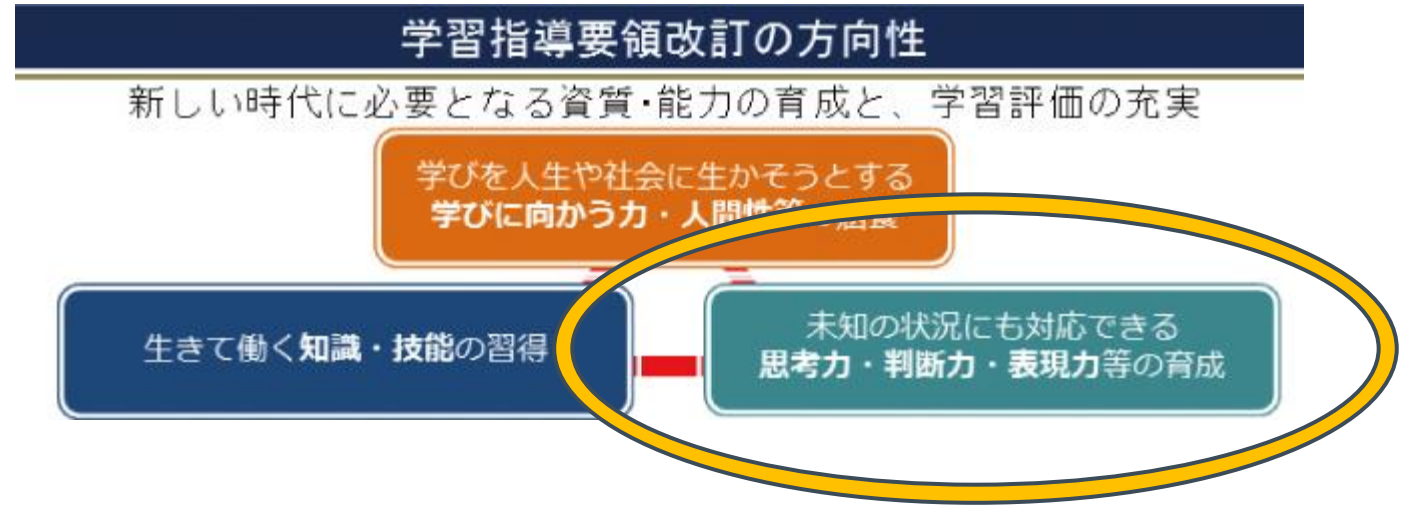 学習指導要領改訂の方向性
新しい時代に必要となる資質・能力の育成と、学習評価の充実
学びを人生や社会に生かそうとする
学びに向かう力・人間性等
生きて働く知識・技能の習得
未知の状況にも対応できる
思考力・判断力・表現力等の育成